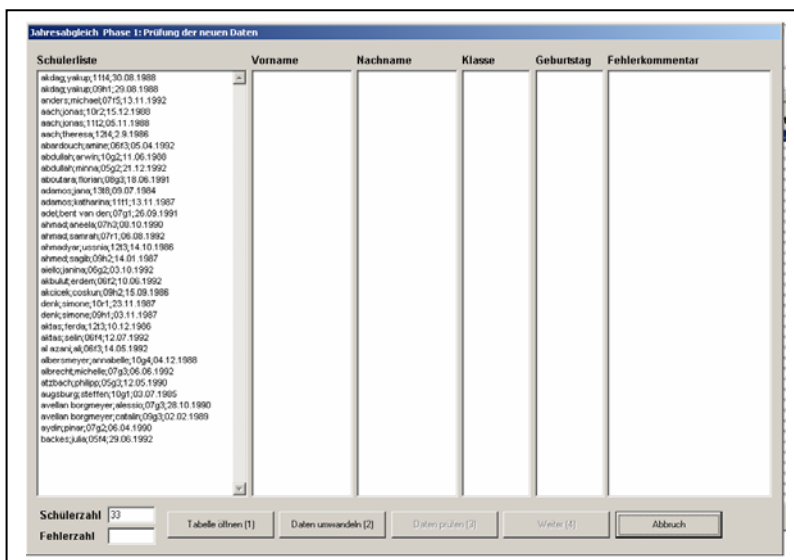 Jahresabgleich Phase 1: Prüfung der neuen Daten
Schülerliste Vorname Nachname Klasse Geburtstag Fehlerkommentar
akdag;yakup;11t4;30.08.1988
akdag;yakup;09h1;29.08.1988
anders;michael;07f5;13.11.1992
aach;jonas;10r2;15.12.1988
aach;jonas;11t2;05.11.1988
aach;theresa;12t4;2.9.1986
abardouch;amine;06f3;05.04.1992
abdullah;arwin;10g2;11.06.1988
abdullah;minna;05g2;21.12.1992
aboutara;florian;08g3;18.06.1991
adamos;jana;13t8;09.07.1984
adamos;katharina;11t1;13.11.1987
adel;bent van den;07g1;26.09.1991
ahmad;aneela;07h3;08.10.1990
ahmad;samrah;07r1;06.08.1992
ahmadyar;ussnia;12t3;14.10.1986
ahmed;saqib;09h2;14.01.1987
aiello;janina;06g2;03.10.1992
akbulut;erdem;06f2;10.06.1992
akcicek;coskun;09h2;15.09.1986
denk;simone;10r1;23.11.1987
denk;simone;09h1;03.11.1987
aktas;ferda;12t3;10.12.1986
aktas;selin;06f4;12.07.1992
al azani;ali;06f3;14.05.1992
albersmeyer;annabelle;10g4;04.12.1988
albrecht;michelle;07g3;06.06.1992
atzbach;philipp;05g3;12.05.1990
augsburg;steffen;10g1;03.07.1985
avellan borgmeyer;alessio;07g3;28.10.1990
avellan borgmeyer;catalin;09g3;02.02.1989
aydin;pinar;07g2;06.04.1990
backes;julia;05f4;29.06.1992
Schülerzahl 33
Fehlerzahl
Tabelle öffnen (1) Daten umwandeln (2) Daten prüfen (3) Weiter (4) Abbruch